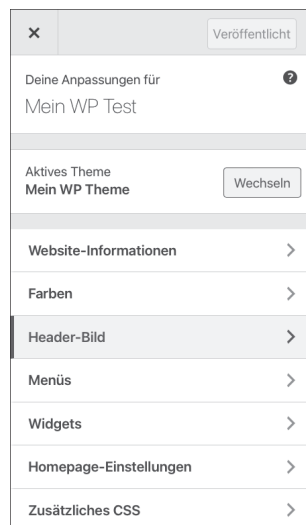 Veröffentlicht
Deine Anpassungen für
Mein WP Test
Aktives Theme
Mein WP Theme
Wechseln
Website-Informationen
Farben
Header-Bild
Menüs
Widgets
Homepage-Einstellungen
Zusätzliches CSS